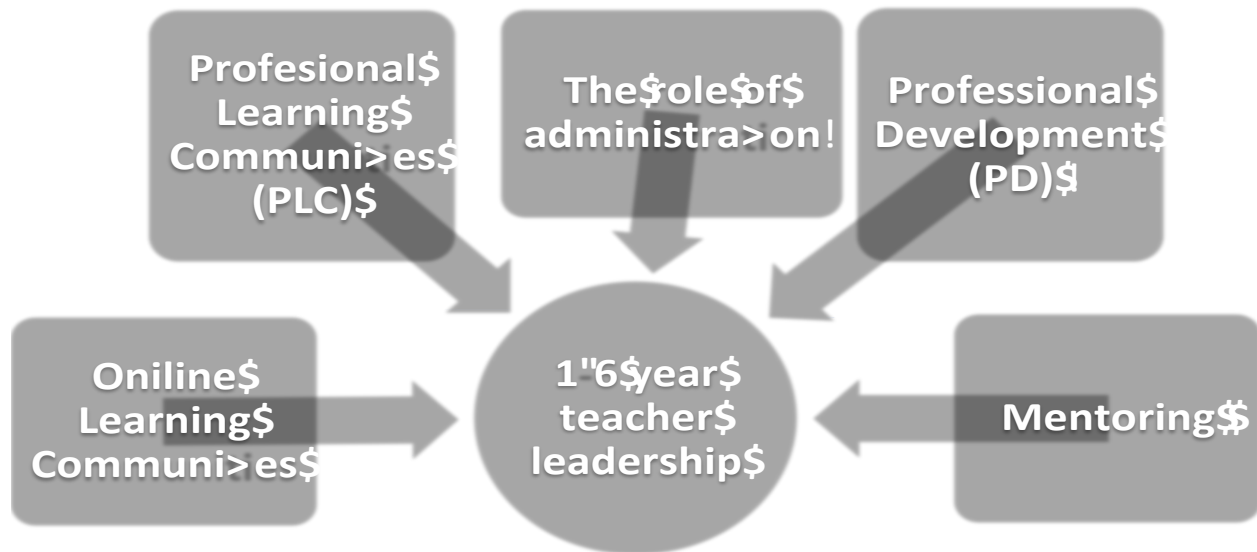 Profesional$
Learning$
Communi>es$
(PLC)$
The$role$of$
administra>on!
Professional$
Development$
(PD)$!
Oniline$
Learning$
Communi>es$
1"6$year$
teacher$
leadership$
Mentoring$$